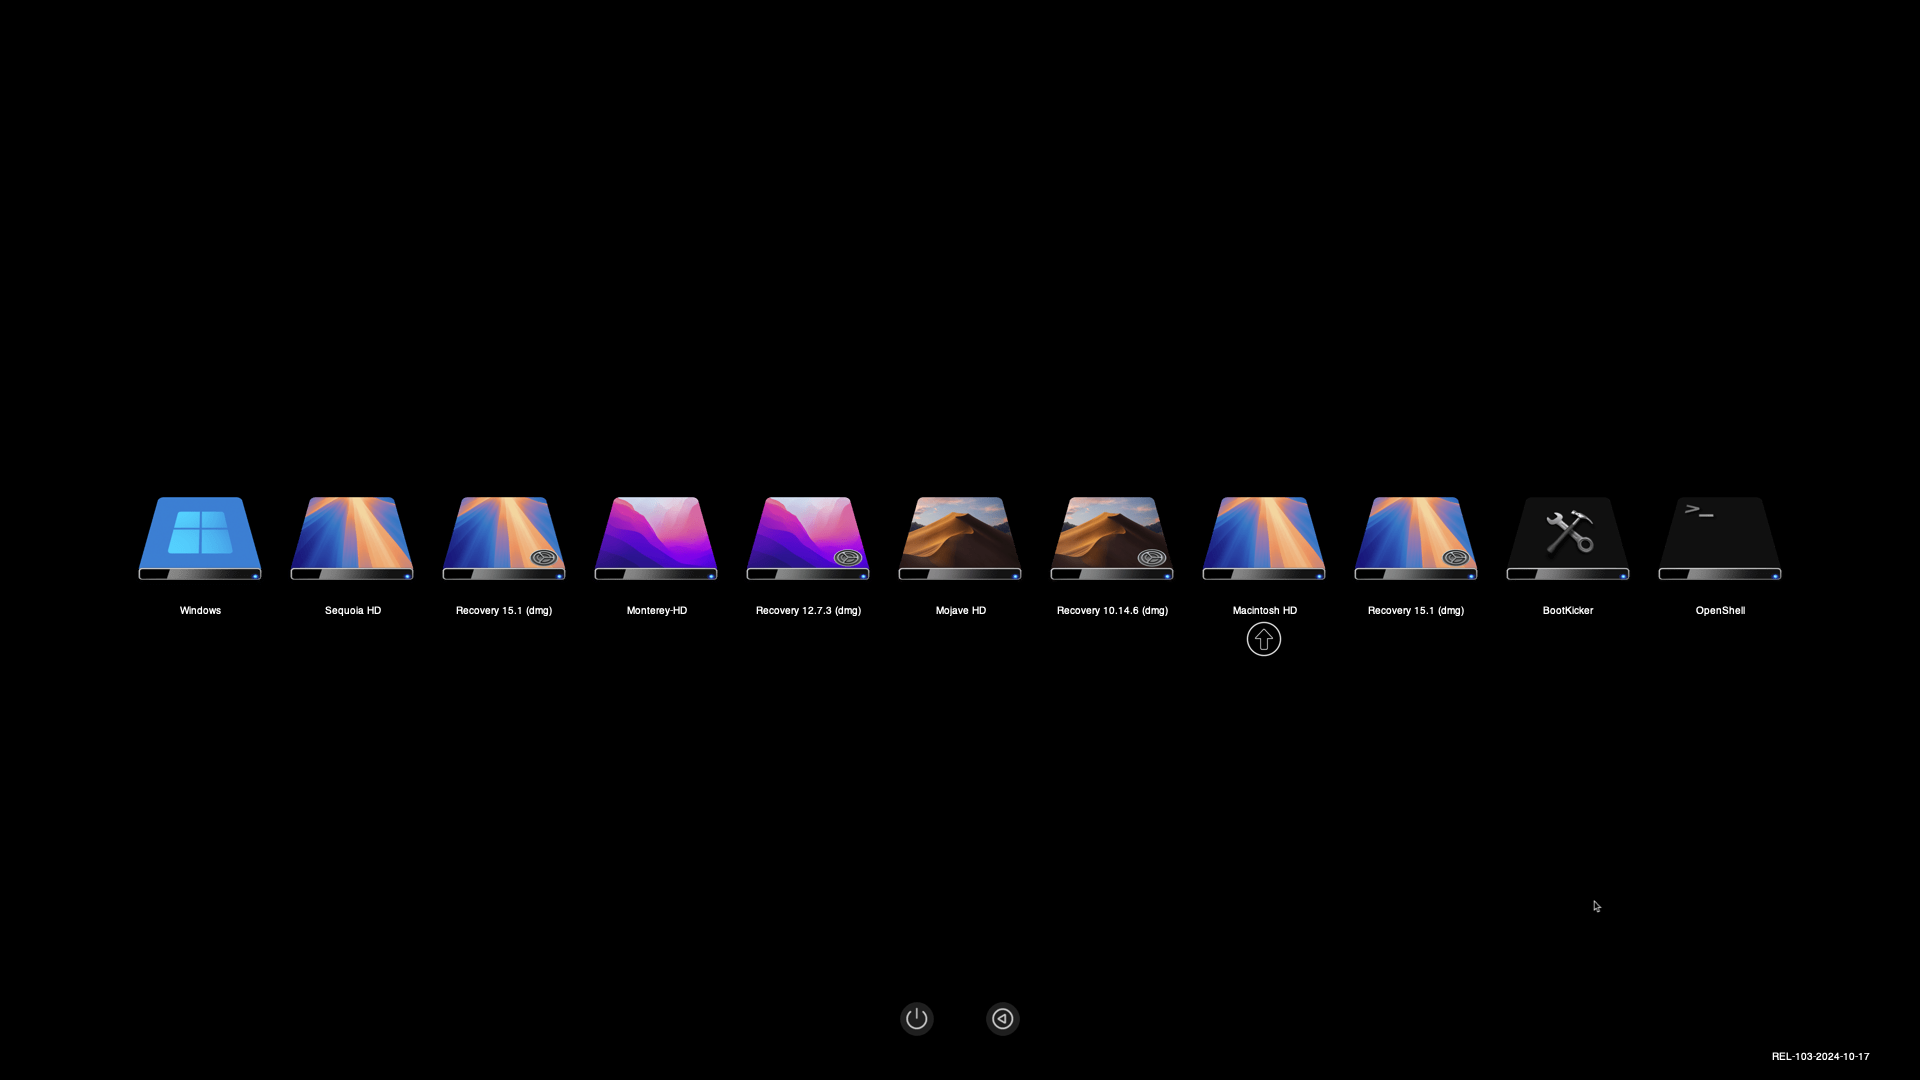 Windows
Sequoia HD
Recovery 15.1 (dmg)
Monterey-HD
Recovery 12.7.3 (dmg)
Mojave HD
Recovery 10.14.6 (dmg)
Macintosh HD
Recovery 15.1 (dmg)
BootKicker
OpenShell
REL-103-2024-10-17